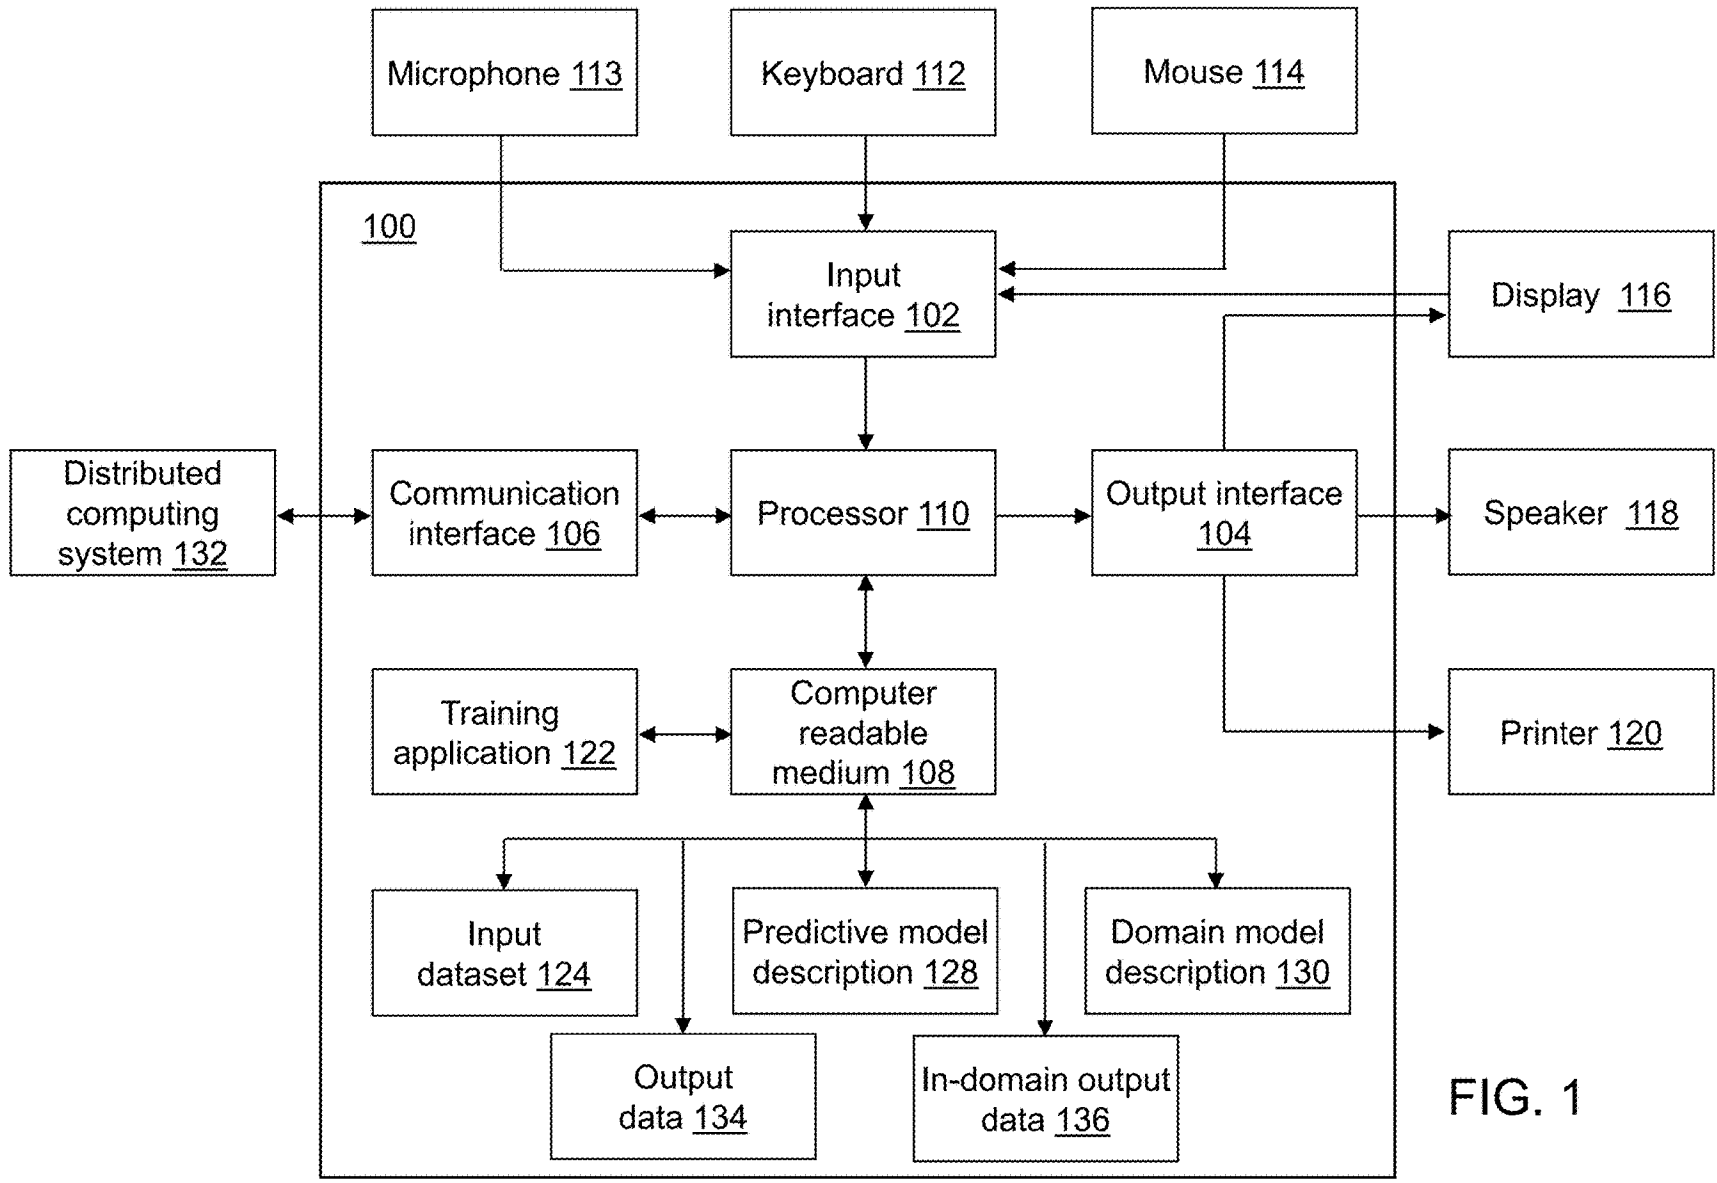 Microphone 113
Keyboard 112
Mouse 114
100
Input
interface 102
Display 116
Distributed
computing
system 132
Communication
interface 106
Processor 110
Output interface
104
Speaker 118
Training
application 122
Computer
readable
medium 108
Printer 120
Input
dataset 124
Predictive model
description 128
Domain model
description 130
Output
data 134
In-domain output
data 136
FIG. 1